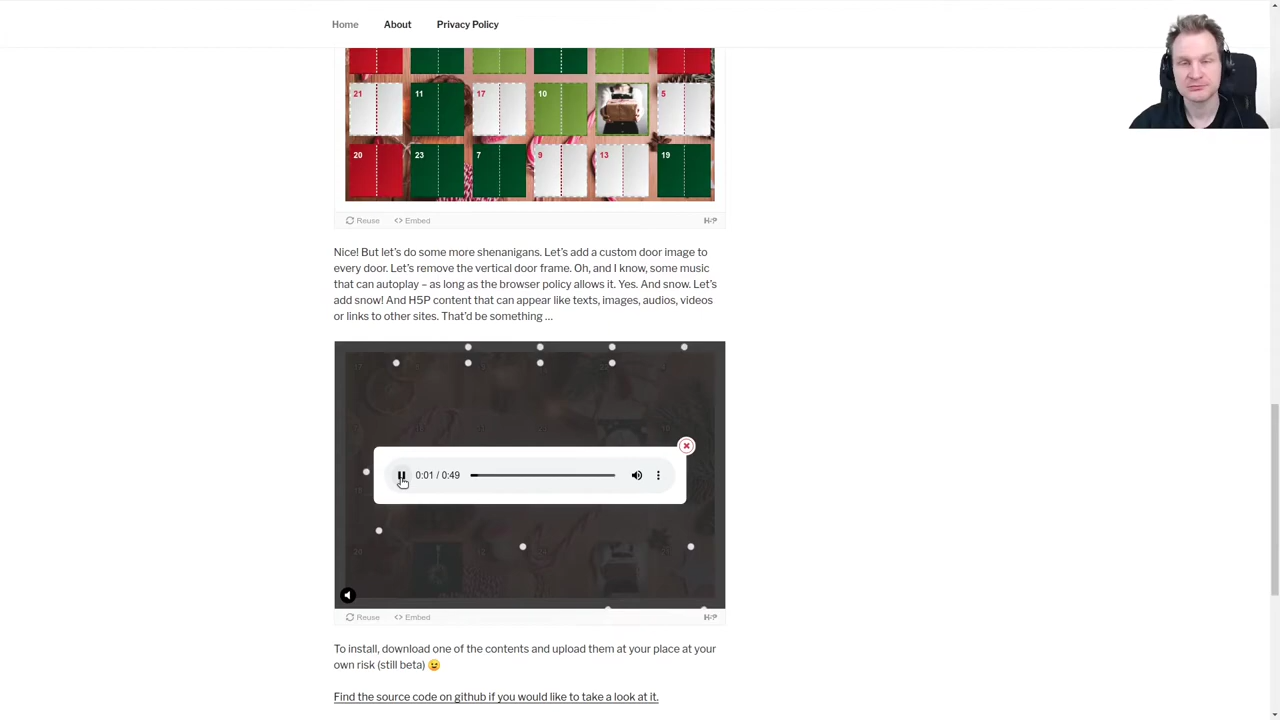 Home About Privacy Policy
21 11 17 10 5
20 23 7 9 13 19
Reuse <> Embed H5P
Nice! But let's do some more shenanigans. Let's add a custom door image to
every door. Let's remove the vertical door frame. Oh, and I know, some music
that can autoplay – as long as the browser policy allows it. Yes. And snow. Let's
add snow! And H5P content that can appear like texts, images, audios, videos
or links to other sites. That'd be something …
0:01 / 0:49
Reuse <> Embed H5P
To install, download one of the contents and upload them at your place at your
own risk (still beta) 😉
Find the source code on github if you would like to take a look at it.